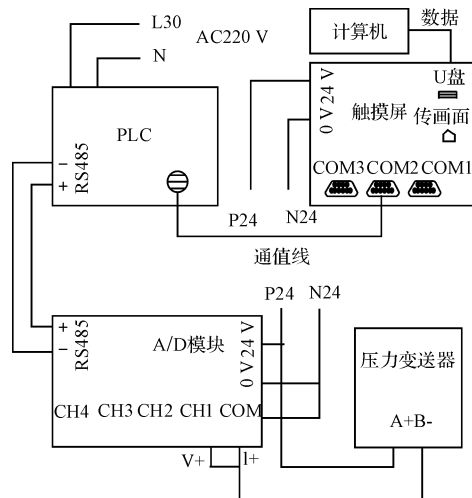 L30
AC220 V
N
计算机
数据
U盘
0 V 24 V
触摸屏
传画面
PLC
− + RS485
COM3 COM2 COM1
P24
N24
通值线
P24 N24
+ − RS485
A/D模块
0 V 24 V
压力变送器
CH4 CH3 CH2 CH1 COM
A+B-
V+
I+